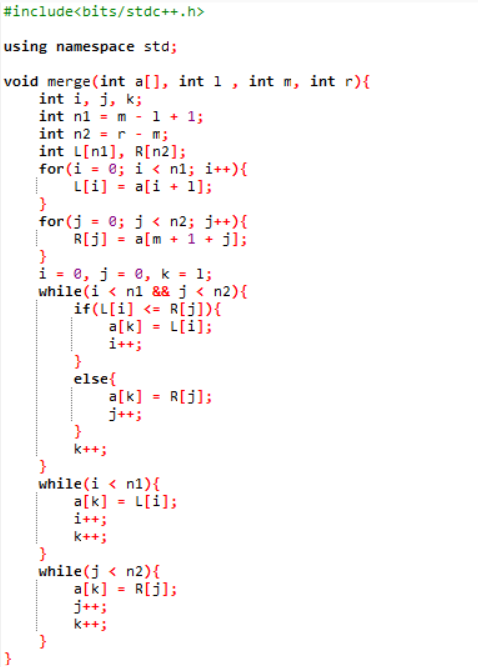 #include<bits/stdc++.h>
using namespace std;
void merge(int a[], int l , int m, int r){
    int i, j, k;
    int n1 = m - l + 1;
    int n2 = r - m;
    int L[n1], R[n2];
    for(i = 0; i < n1; i++){
        L[i] = a[i + l];
    }
    for(j = 0; j < n2; j++){
        R[j] = a[m + 1 + j];
    }
    i = 0, j = 0, k = l;
    while(i < n1 && j < n2){
        if(L[i] <= R[j]){
            a[k] = L[i];
            i++;
        }
        else{
            a[k] = R[j];
            j++;
        }
        k++;
    }
    while(i < n1){
        a[k] = L[i];
        i++;
        k++;
    }
    while(j < n2){
        a[k] = R[j];
        j++;
        k++;
    }
}